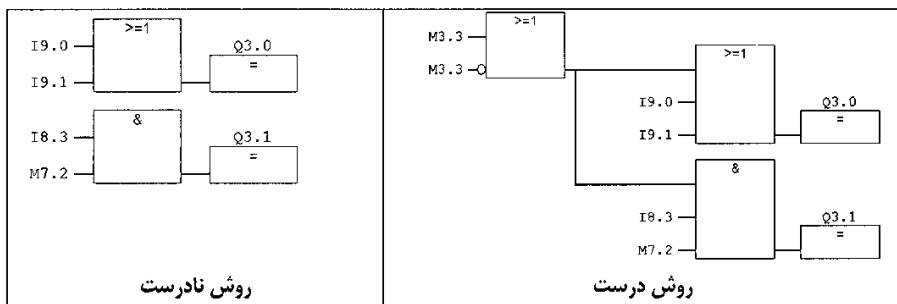 >=1
I9.0
Q3.0
I9.1
=
&
I8.3
Q3.1
=
M7.2
روش نادرست
>=1
M3.3
M3.3
>=1
I9.0
Q3.0
I9.1
=
&
I8.3
Q3.1
M7.2
=
روش درست